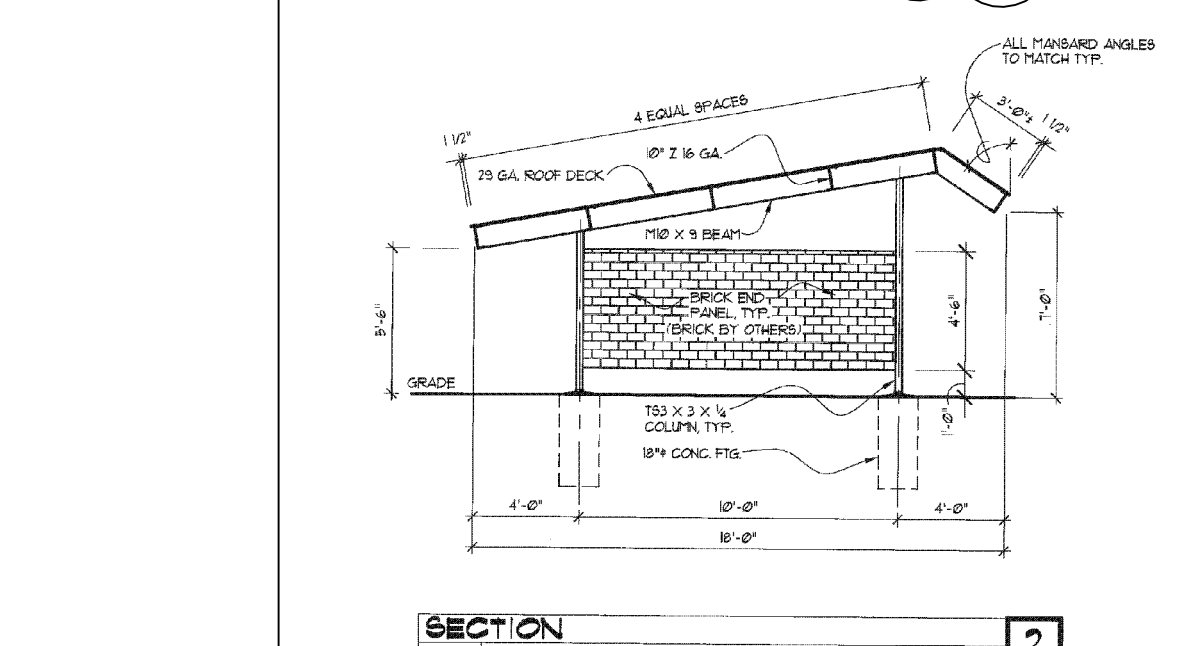 ALL MANSARD ANGLES
TO MATCH TYP.
4 EQUAL SPACES
3'-0"±
1 1/2"
1 1/2"
10" Z 16 GA.
29 GA. ROOF DECK
M10 X 9 BEAM
BRICK END
PANEL, TYP.
(BRICK BY OTHERS)
5'-6"
4'-6"
7'-0"
GRADE
1'-0"
TS3 X 3 X 1/4
COLUMN, TYP.
18"⌀ CONC. FTG.
4'-0"
10'-0"
4'-0"
18'-0"
SECTION
2